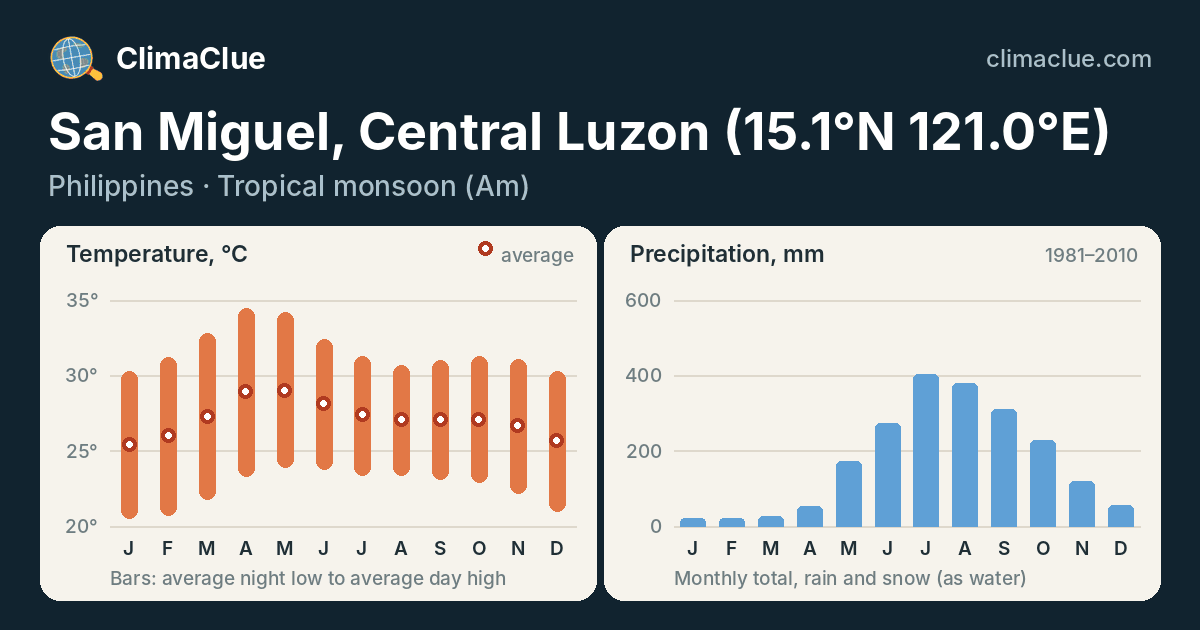 ClimaClue
climaclue.com
San Miguel, Central Luzon (15.1°N 121.0°E)
Philippines · Tropical monsoon (Am)
Temperature, °C
average
35°
30°
25°
20°
J F M A M J J A S O N D
Bars: average night low to average day high
Precipitation, mm
1981–2010
600
400
200
0
J F M A M J J A S O N D
Monthly total, rain and snow (as water)